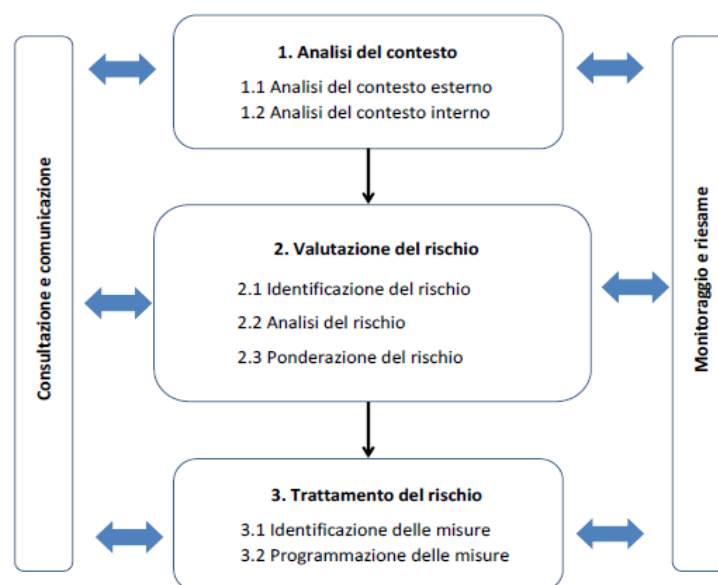 Consultazione e comunicazione
1. Analisi del contesto
1.1 Analisi del contesto esterno
1.2 Analisi del contesto interno
2. Valutazione del rischio
2.1 Identificazione del rischio
2.2 Analisi del rischio
2.3 Ponderazione del rischio
3. Trattamento del rischio
3.1 Identificazione delle misure
3.2 Programmazione delle misure
Monitoraggio e riesame